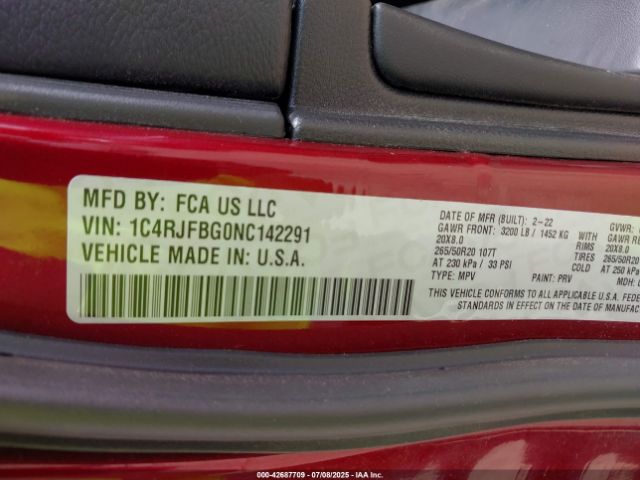 MFD BY: FCA US LLC
VIN: 1C4RJFBG0NC142291
VEHICLE MADE IN: U.S.A.
DATE OF MFR (BUILT): 2-22
GAWR FRONT: 3200 LB / 1452 KG
20X8.0
265/50R20 107T
AT 230 kPa / 33 PSI
TYPE: MPV PAINT: PRV
THIS VEHICLE CONFORMS TO ALL APPLICABLE U.S.A. FEDE
STANDARDS IN EFFECT ON THE DATE OF MANUFAC
GVWR:
WITH GAWR
RIMS 20X8.0
TIRES 265/50R20
COLD AT 250 kPa
MDH:
000-42687709 | 07/08/2025 - IAA Inc.